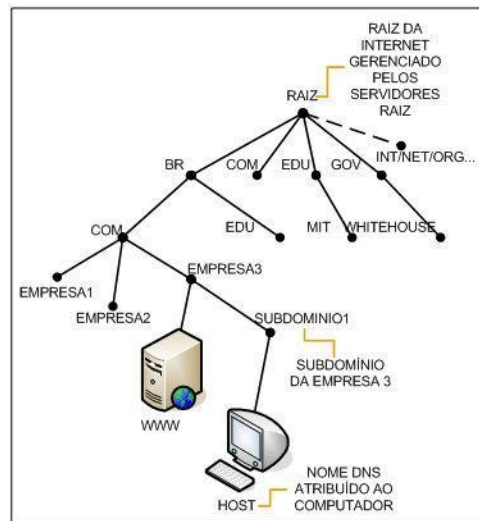 RAIZ DA
INTERNET
GERENCIADO
PELOS
SERVIDORES
RAIZ
RAIZ
INT/NET/ORG...
BR
COM
EDU
GOV
COM
EDU
MIT
WHITEHOUSE
EMPRESA1
EMPRESA2
EMPRESA3
SUBDOMINIO1
SUBDOMÍNIO
DA EMPRESA 3
WWW
NOME DNS
ATRIBUÍDO AO
COMPUTADOR
HOST